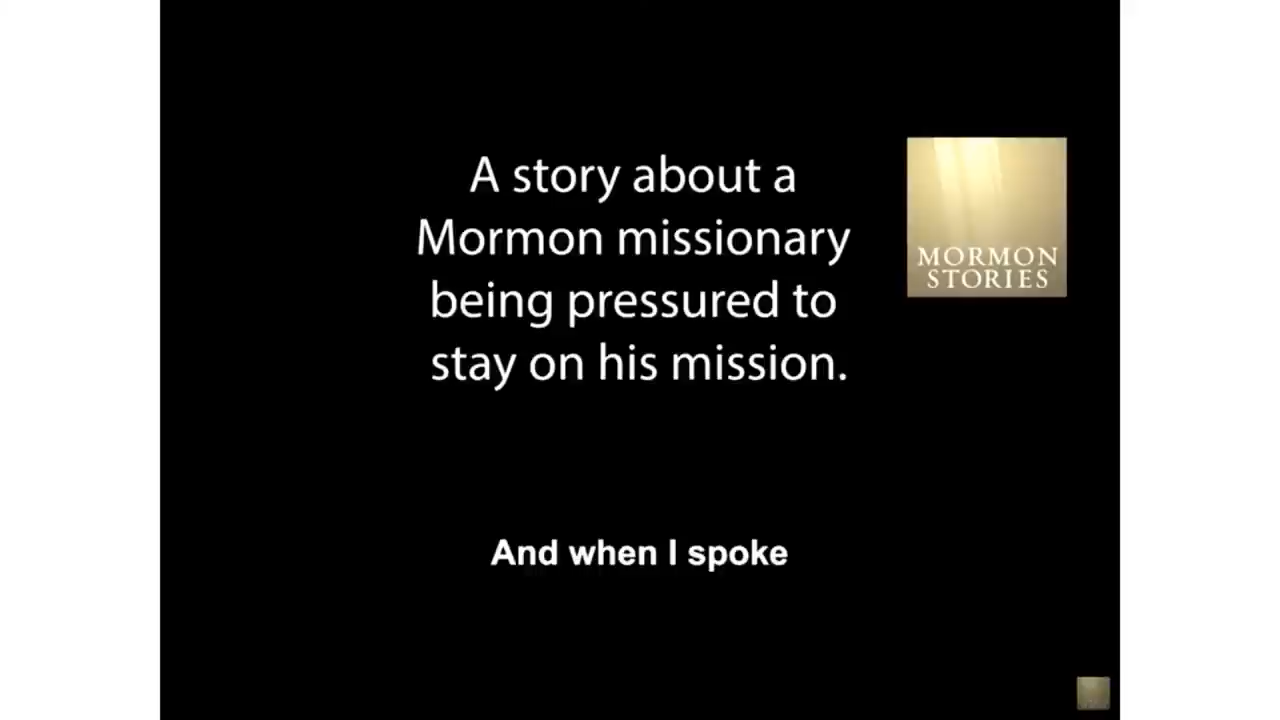 A story about a
Mormon missionary
being pressured to
stay on his mission.
MORMON
STORIES
And when I spoke